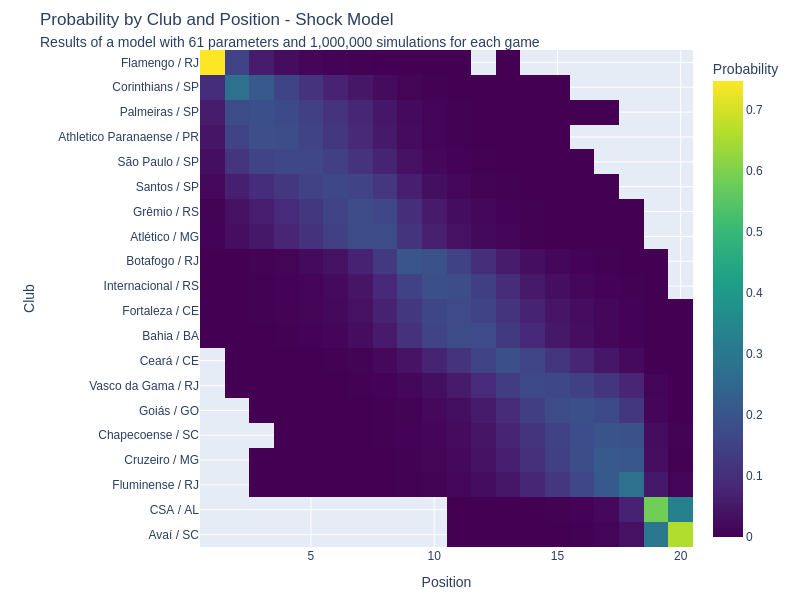 Probability by Club and Position - Shock Model
Results of a model with 61 parameters and 1,000,000 simulations for each game
Probability
Flamengo / RJ
Corinthians / SP
Palmeiras / SP
Athletico Paranaense / PR
São Paulo / SP
Santos / SP
Grêmio / RS
Atlético / MG
Botafogo / RJ
Internacional / RS
Fortaleza / CE
Bahia / BA
Ceará / CE
Vasco da Gama / RJ
Goiás / GO
Chapecoense / SC
Cruzeiro / MG
Fluminense / RJ
CSA / AL
Avaí / SC
Club
5
10
15
20
Position
0.7
0.6
0.5
0.4
0.3
0.2
0.1
0